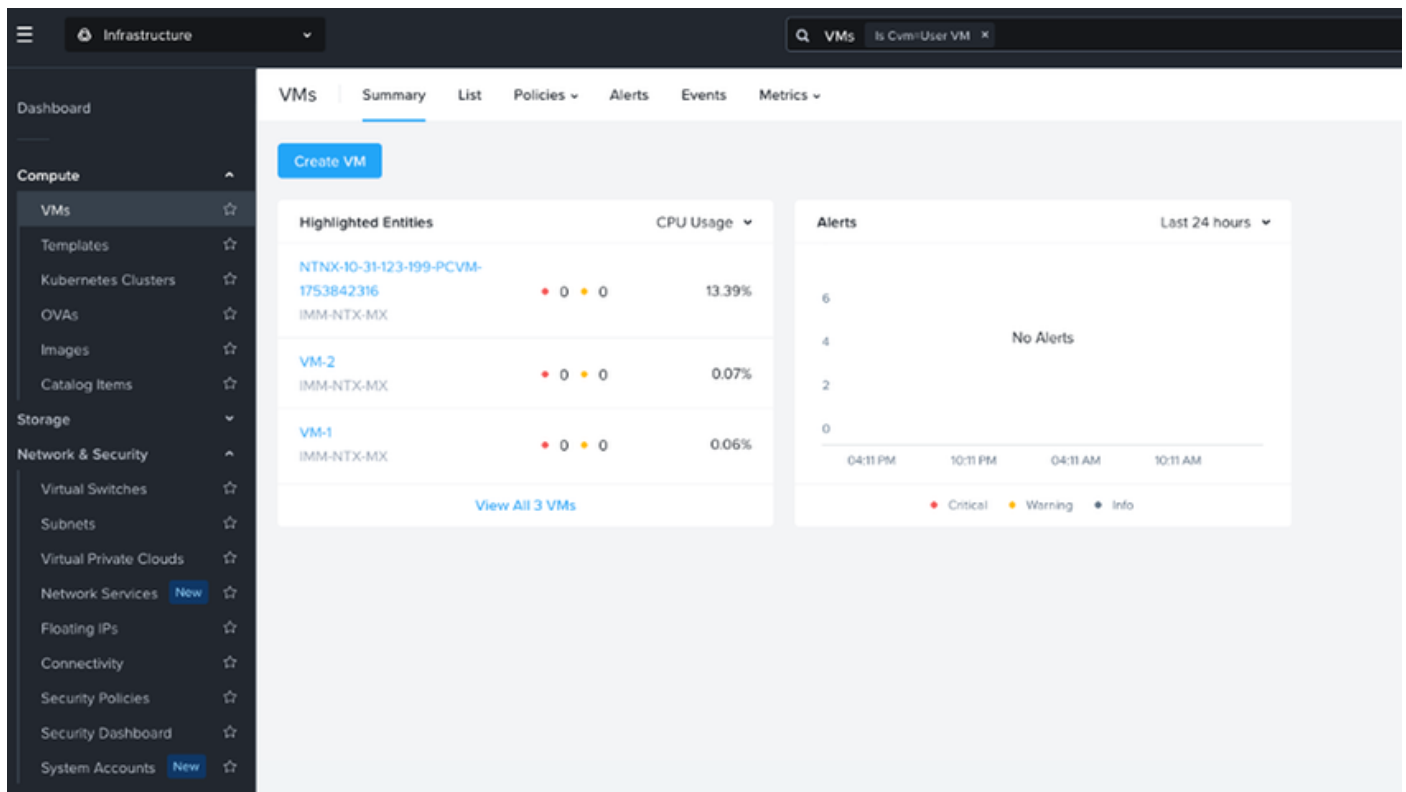 Infrastructure
VMs Is Cvm=User VM ×
Dashboard
Compute
VMs
Templates
Kubernetes Clusters
OVAs
Images
Catalog Items
Storage
Network & Security
Virtual Switches
Subnets
Virtual Private Clouds
Network Services New
Floating IPs
Connectivity
Security Policies
Security Dashboard
System Accounts New
VMs Summary List Policies Alerts Events Metrics
Create VM
Highlighted Entities CPU Usage
NTNX-10-31-123-199-PCVM-
1753842316 0 0 13.39%
IMM-NTX-MX
VM-2 0 0 0.07%
IMM-NTX-MX
VM-1 0 0 0.06%
IMM-NTX-MX
View All 3 VMs
Alerts Last 24 hours
6
4
2
0
No Alerts
04:11 PM 10:11 PM 04:11 AM 10:11 AM
Critical Warning Info